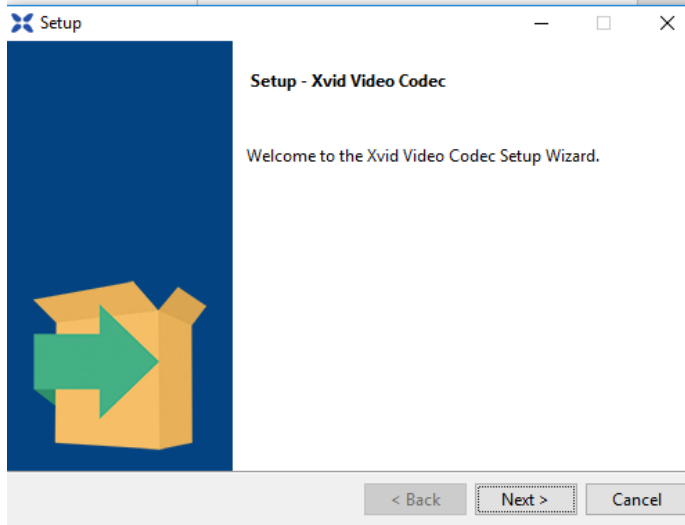 Setup
Setup - Xvid Video Codec
Welcome to the Xvid Video Codec Setup Wizard.
< Back
Next >
Cancel